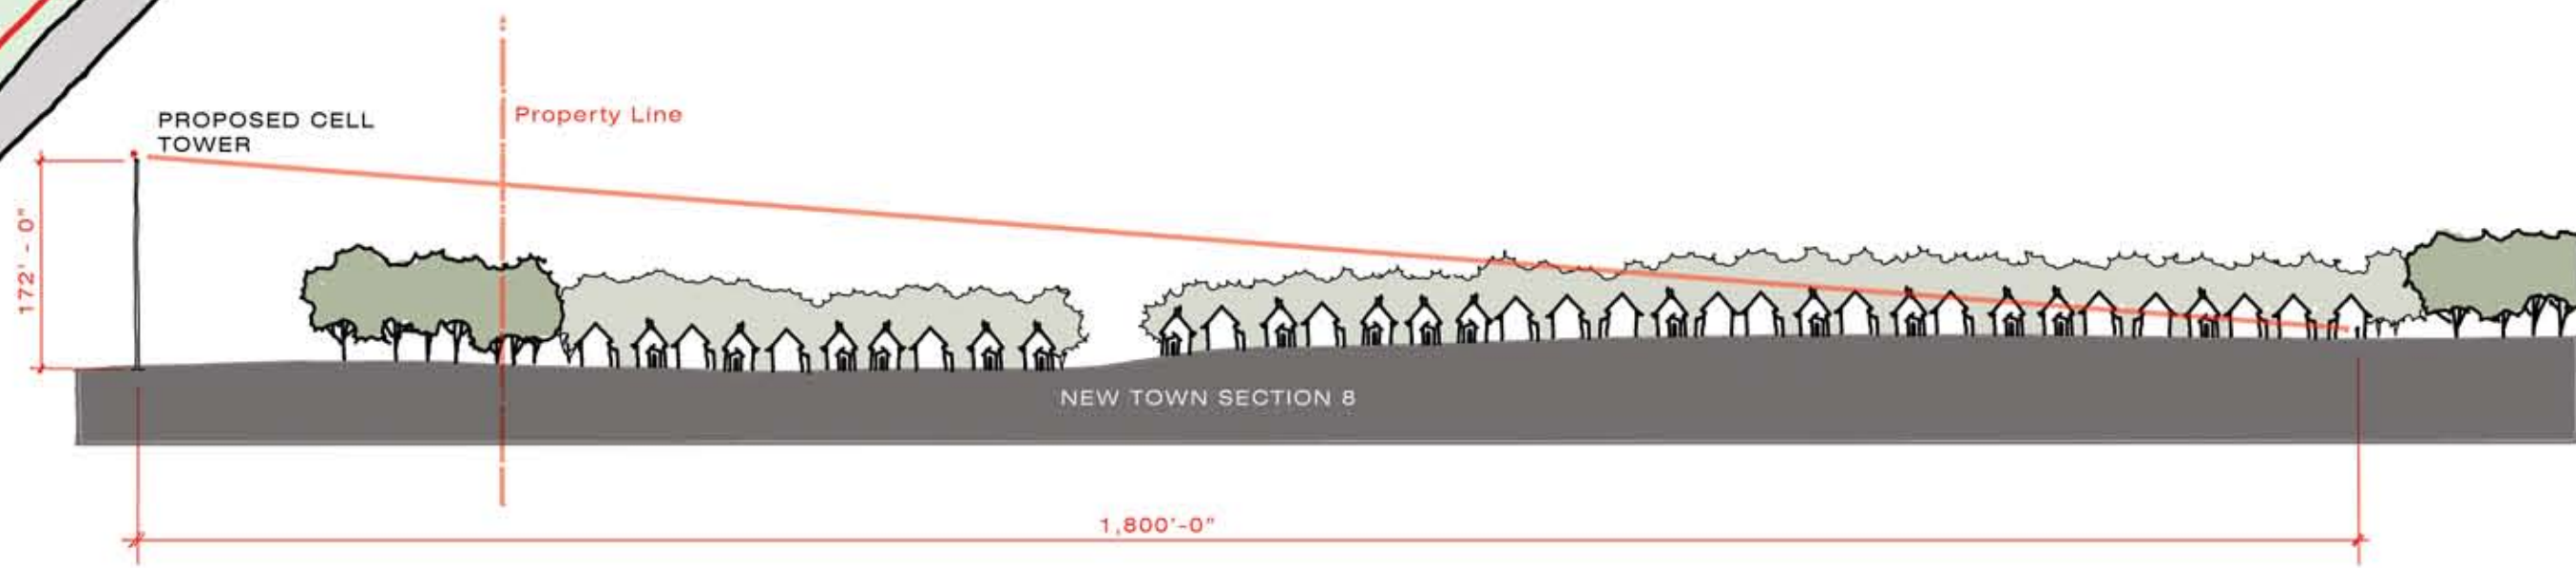 PROPOSED CELL
TOWER
Property Line
172' - 0"
NEW TOWN SECTION 8
1,800'-0"